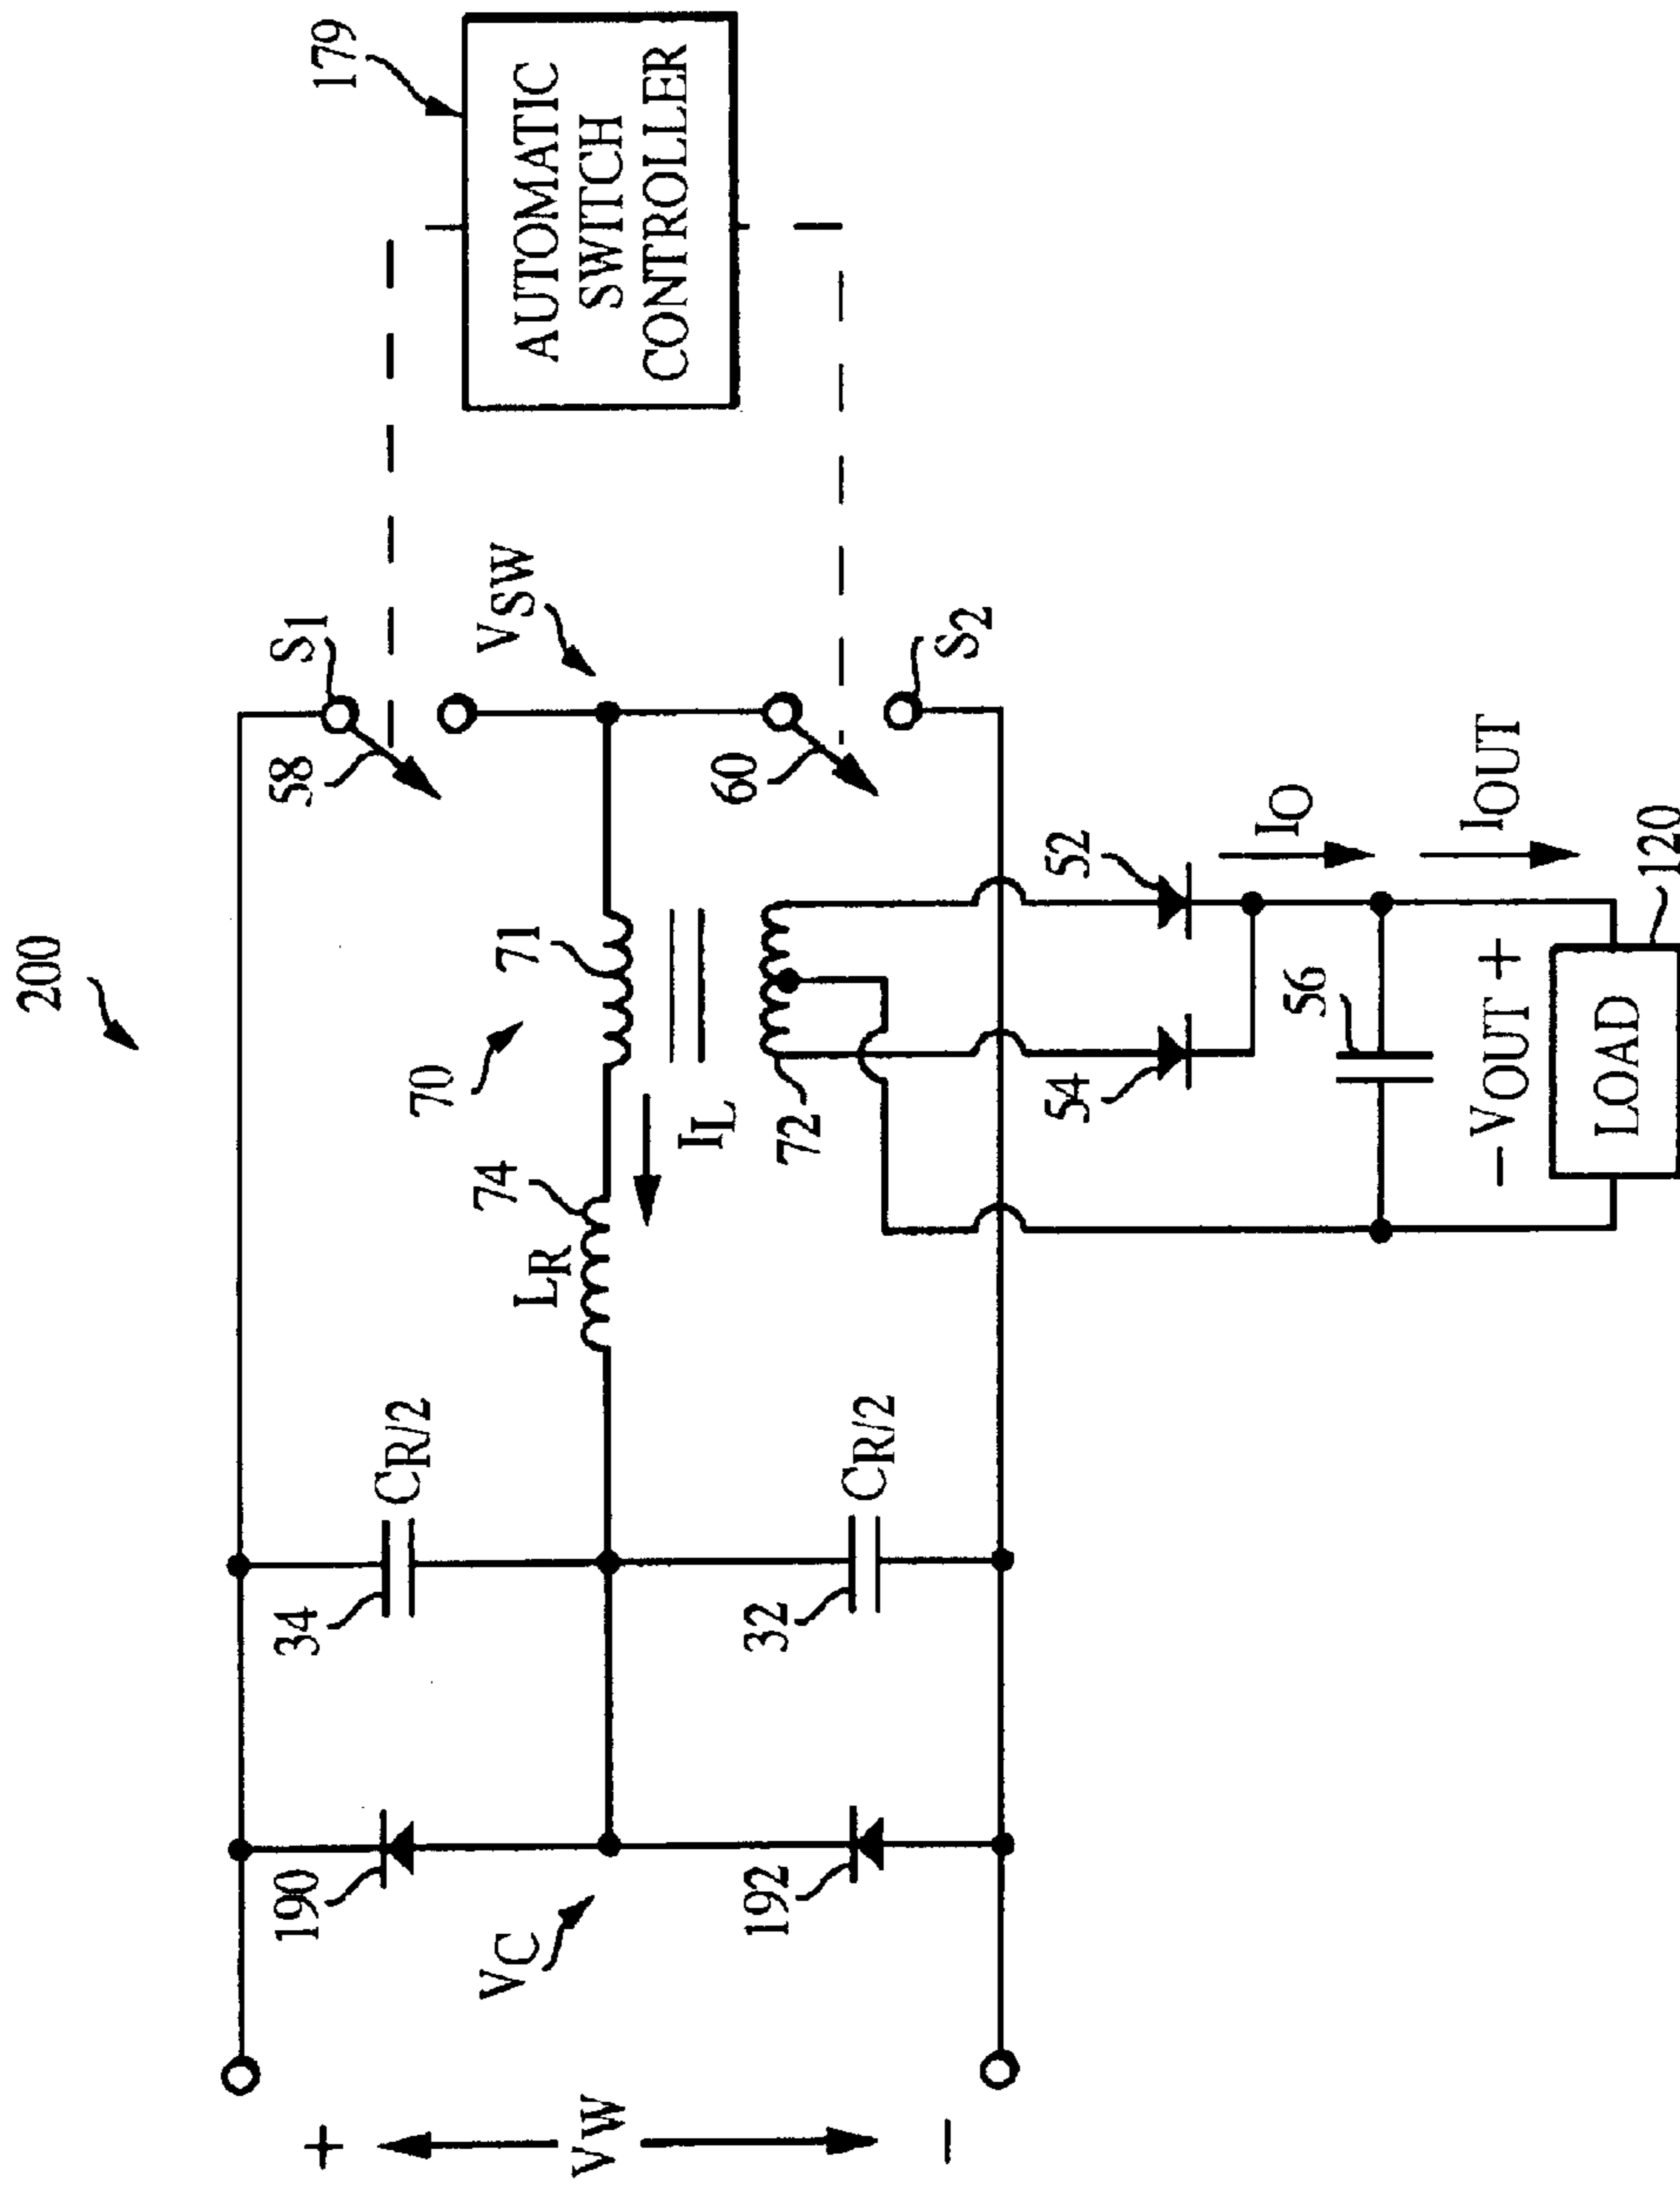 200
179
AUTOMATIC
SWITCH
CONTROLLER
+
VW
−
190
VC
192
34
CR/2
32
CR/2
LR
74
IL
70
71
72
58
S1
VSW
60
S2
52
54
IO
IOUT
56
− VOUT +
LOAD
120